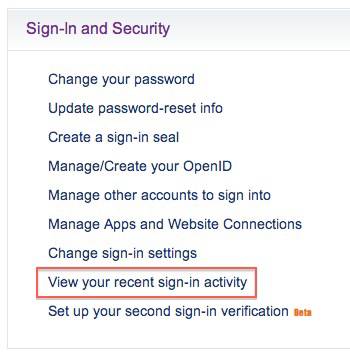 Sign-In and Security
Change your password
Update password-reset info
Create a sign-in seal
Manage/Create your OpenID
Manage other accounts to sign into
Manage Apps and Website Connections
Change sign-in settings
View your recent sign-in activity
Set up your second sign-in verification Beta